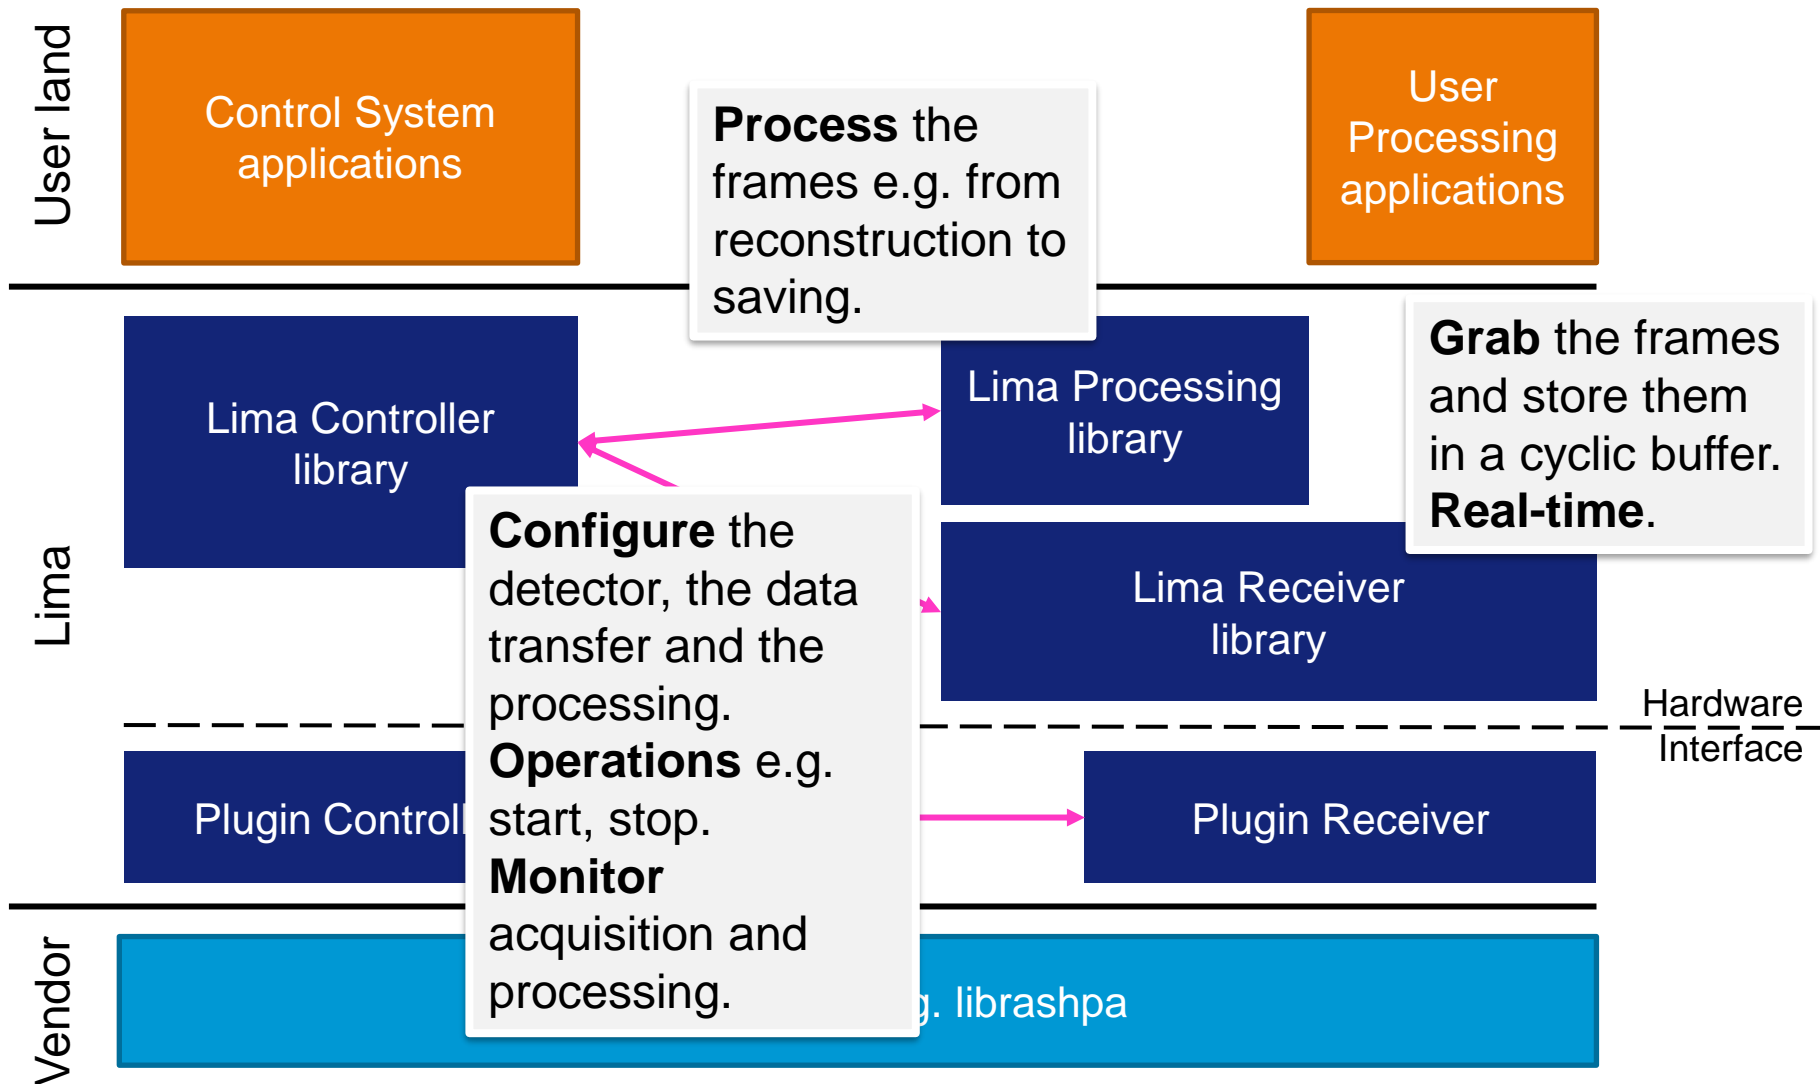 User land
Control System
applications
Process the
frames e.g. from
reconstruction to
saving.
User
Processing
applications
Lima
Lima Controller
library
Lima Processing
library
Grab the frames
and store them
in a cyclic buffer.
Real-time.
Configure the
detector, the data
transfer and the
processing.
Operations e.g.
start, stop.
Monitor
acquisition and
processing.
Lima Receiver
library
Hardware
Interface
Plugin Controll
Plugin Receiver
Vendor
g. librashpa